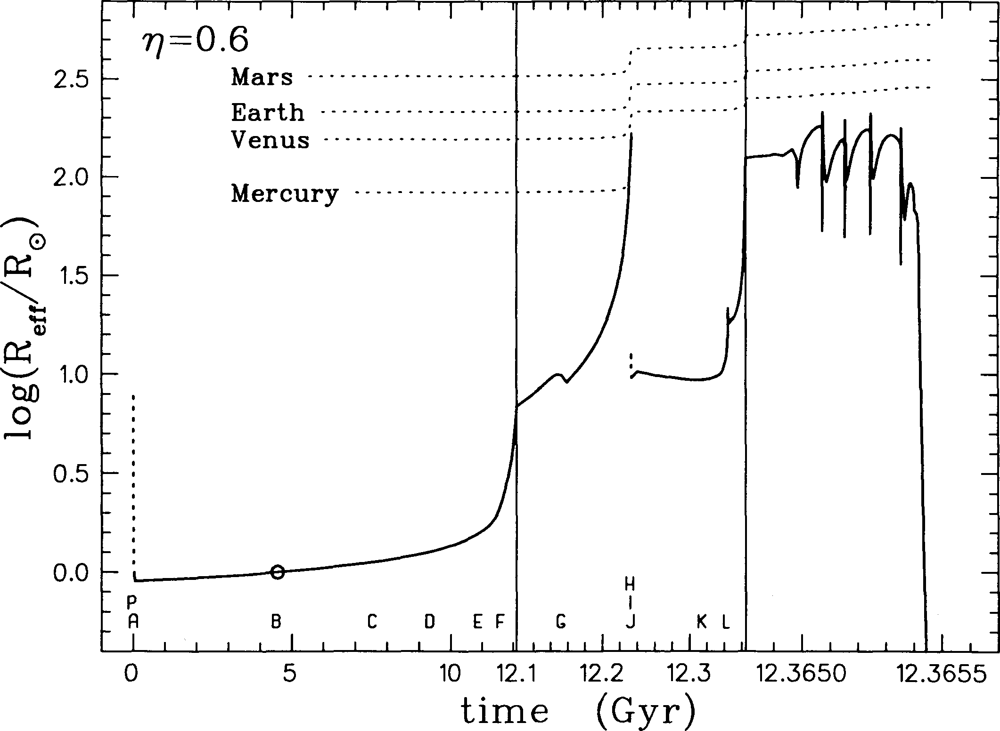 η=0.6
Mars
Earth
Venus
Mercury
log(R_eff/R_⊙)
2.5
2.0
1.5
1.0
0.5
0.0
P
H
I
A B C D E F G J K L
0 5 10 12.1 12.2 12.3 12.3650 12.3655
time (Gyr)